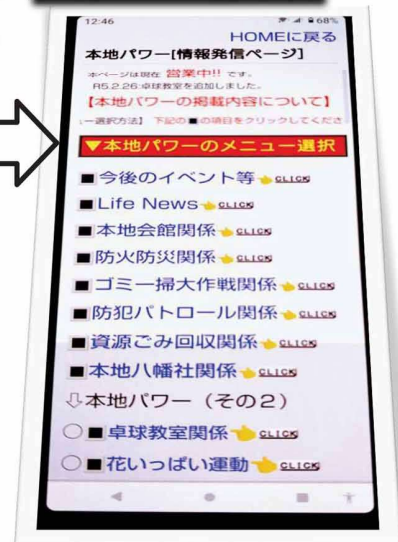 12:46
68%
HOMEに戻る
本地パワー[情報発信ページ]
本ページは現在 営業中!! です。
R5.2.26:卓球教室を追加しました。
【本地パワーの掲載内容について】
ー選択方法】 下記の■の項目をクリックしてくださ
▼本地パワーのメニュー選択
■今後のイベント等👉CLICK
■Life News👉CLICK
■本地会館関係👉CLICK
■防火防災関係👉CLICK
■ゴミ一掃大作戦関係👉CLICK
■防犯パトロール関係👉CLICK
■資源ごみ回収関係👉CLICK
■本地八幡社関係👉CLICK
⇩本地パワー（その2）
○■卓球教室関係👉CLICK
○■花いっぱい運動👉CLICK